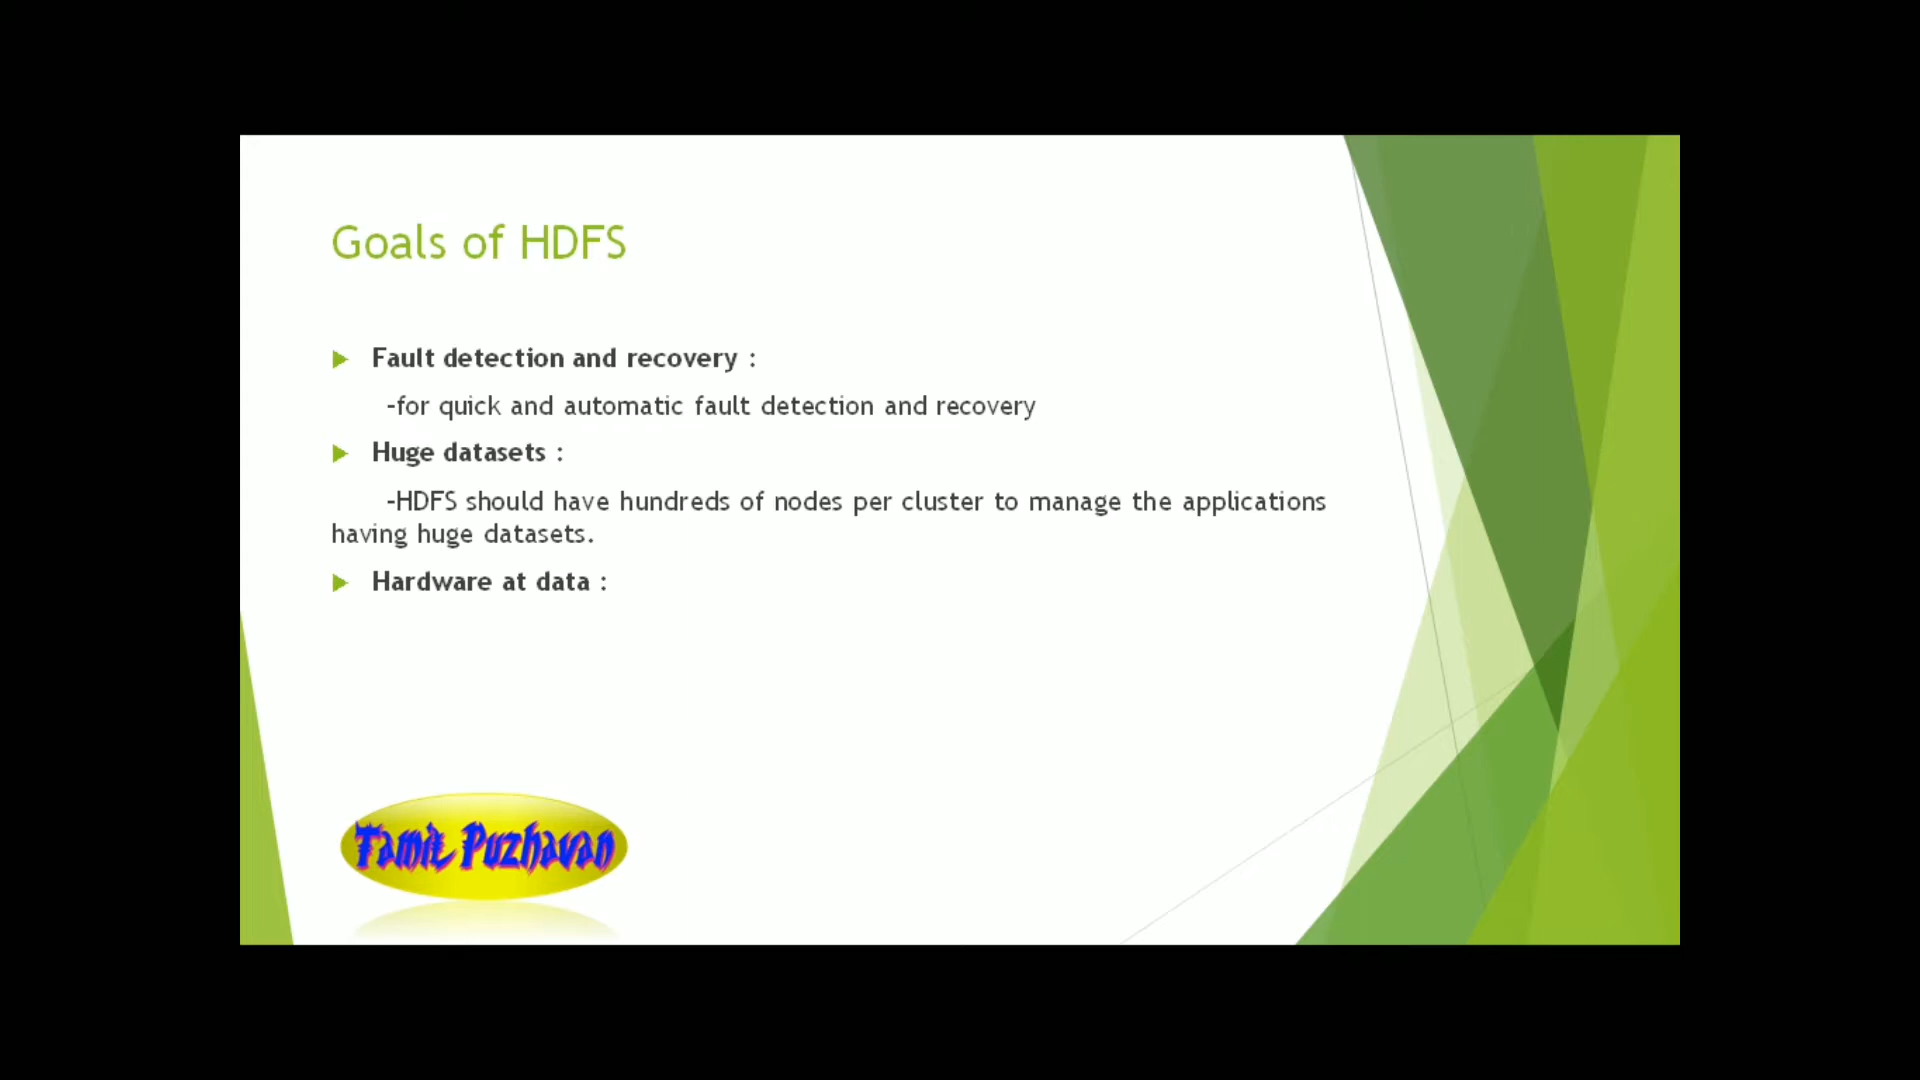 Goals of HDFS
Fault detection and recovery :
-for quick and automatic fault detection and recovery
Huge datasets :
-HDFS should have hundreds of nodes per cluster to manage the applications
having huge datasets.
Hardware at data :
Tamil Puzhavan